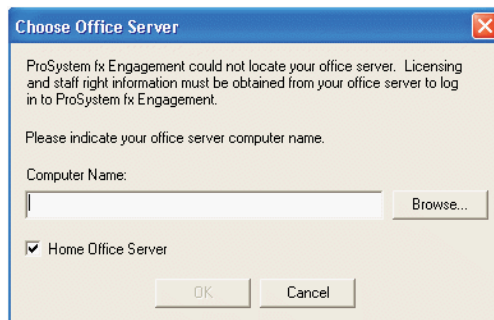 Choose Office Server
ProSystem fx Engagement could not locate your office server. Licensing
and staff right information must be obtained from your office server to log
in to ProSystem fx Engagement.
Please indicate your office server computer name.
Computer Name:
Browse...
Home Office Server
OK
Cancel